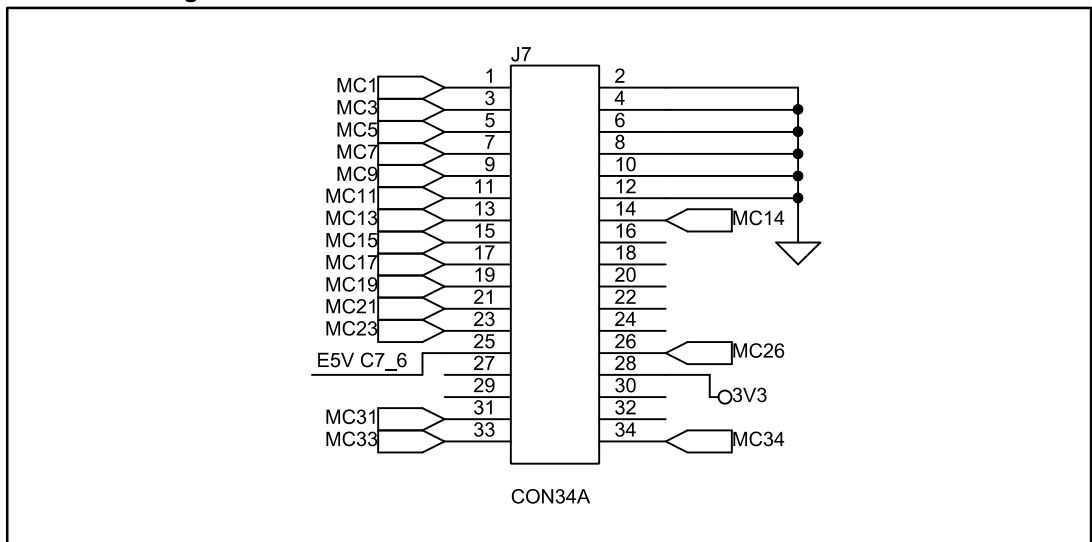 J7
MC1 1 2
MC3 3 4
MC5 5 6
MC7 7 8
MC9 9 10
MC11 11 12
MC13 13 14 MC14
MC15 15 16
MC17 17 18
MC19 19 20
MC21 21 22
MC23 23 24
E5V C7_6 25 26 MC26
27 28
29 30 3V3
MC31 31 32
MC33 33 34 MC34
CON34A